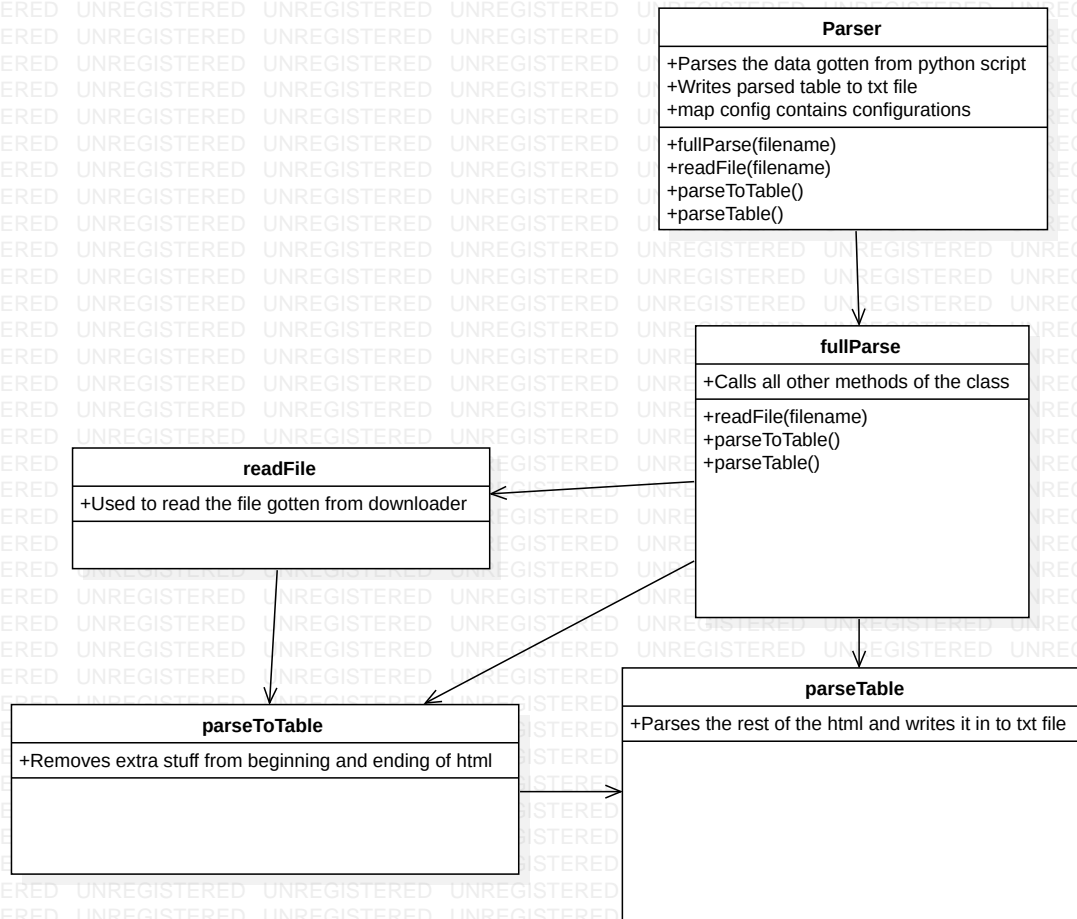 Parser
+Parses the data gotten from python script
+Writes parsed table to txt file
+map config contains configurations
+fullParse(filename)
+readFile(filename)
+parseToTable()
+parseTable()
fullParse
+Calls all other methods of the class
+readFile(filename)
+parseToTable()
+parseTable()
readFile
+Used to read the file gotten from downloader
parseToTable
+Removes extra stuff from beginning and ending of html
parseTable
+Parses the rest of the html and writes it in to txt file
UNREGISTERED